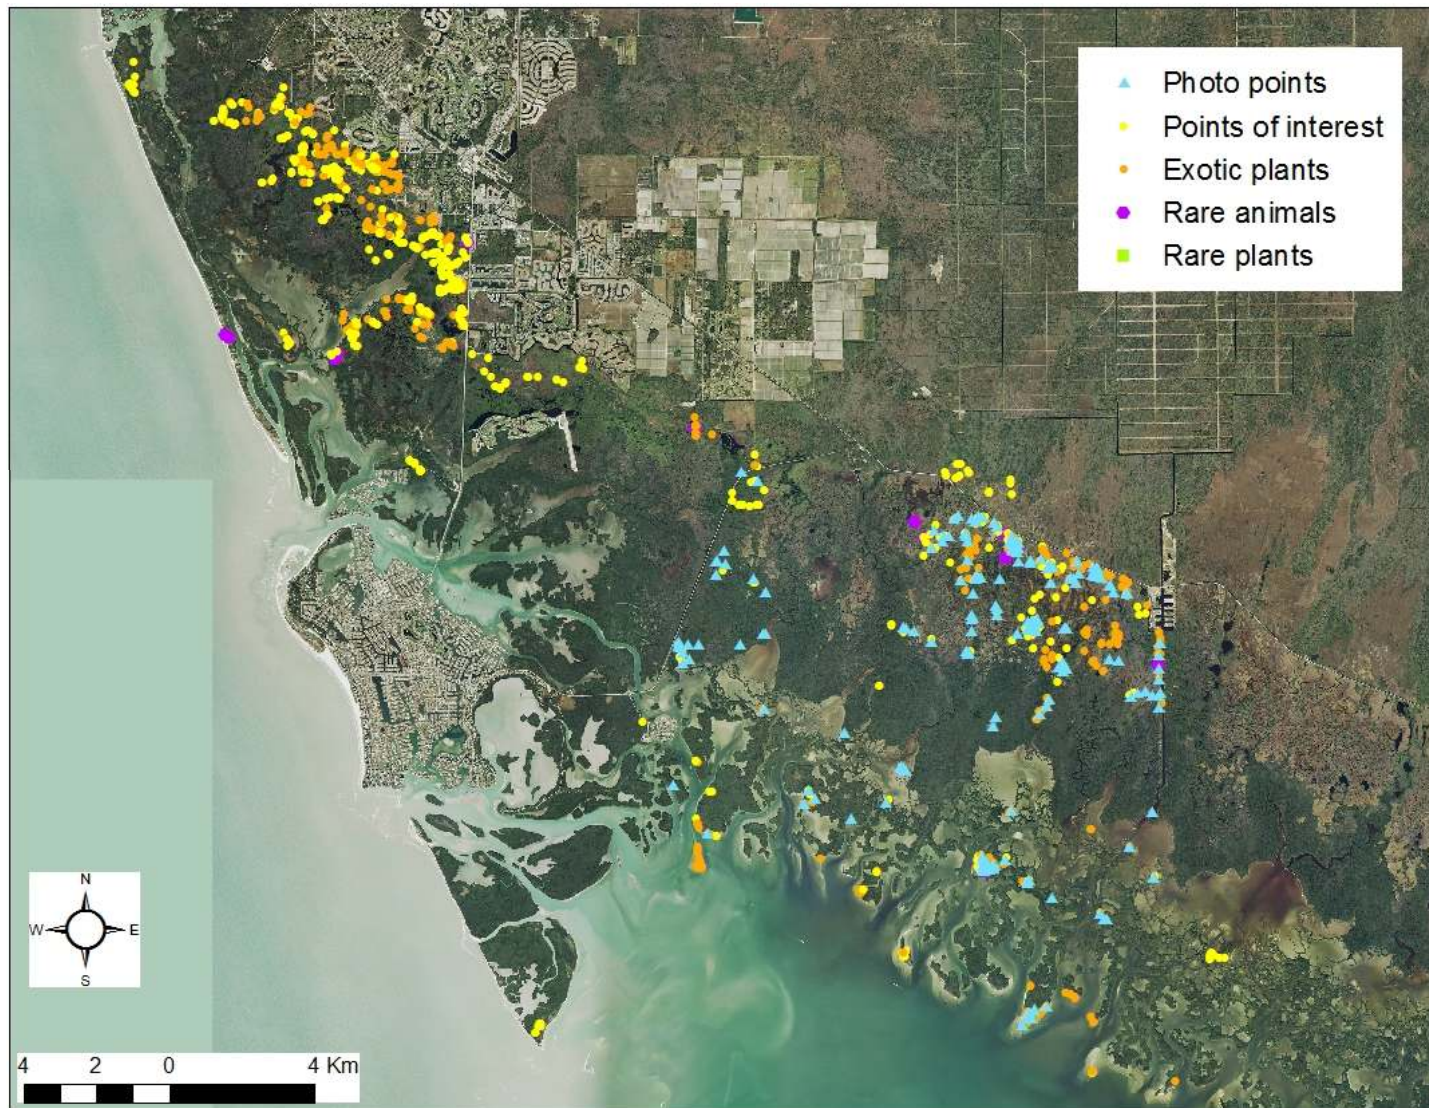 Photo points
Points of interest
Exotic plants
Rare animals
Rare plants
N
W E
S
4 2 0 4 Km